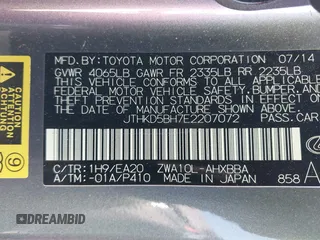 MFD. BY: TOYOTA MOTOR CORPORATION 07/14
GVWR 4065LB GAWR FR 2335LB RR 2235LB
THIS VEHICLE CONFORMS TO ALL APPLICABLE
FEDERAL MOTOR VEHICLE SAFETY, BUMPER, AND
THEFT PREVENTION STANDARDS IN EFFECT ON THE DATE
OF MANUFACTURE SHOWN ABOVE.
JTHKD5BH7E2207072 PASS. CAR
C/TR: 1H9/EA20 ZWA10L-AHXBBA
A/TM: -01A/P410 MADE IN JAPAN 858